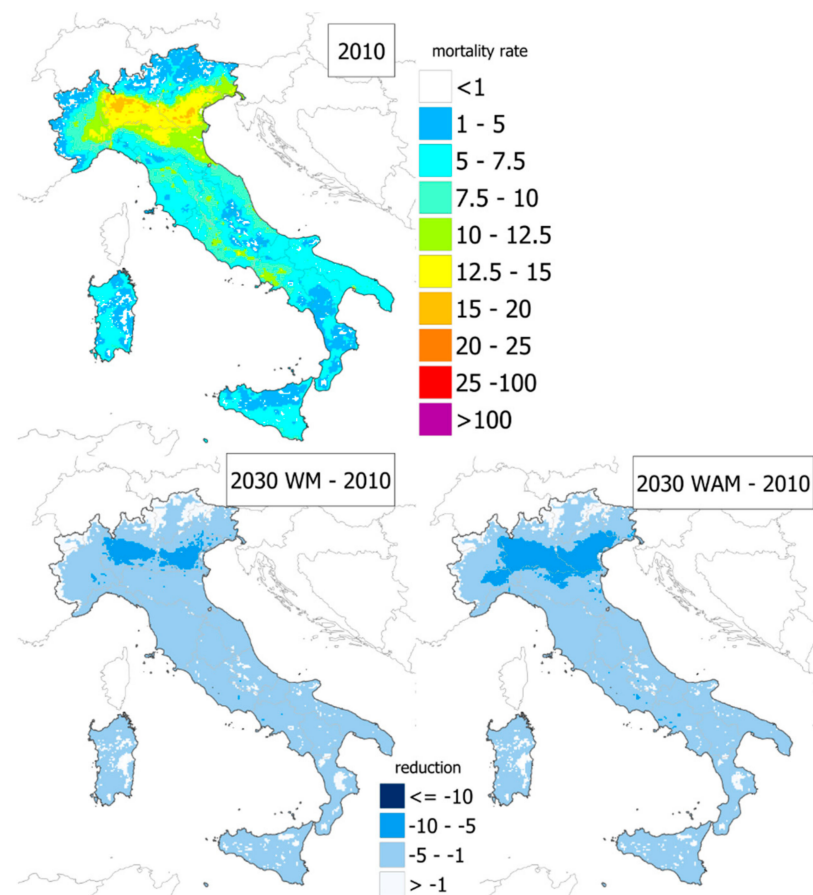 2010
mortality rate
<1
1 - 5
5 - 7.5
7.5 - 10
10 - 12.5
12.5 - 15
15 - 20
20 - 25
25 -100
>100
2030 WM - 2010
2030 WAM - 2010
reduction
<= -10
-10 - -5
-5 - -1
> -1